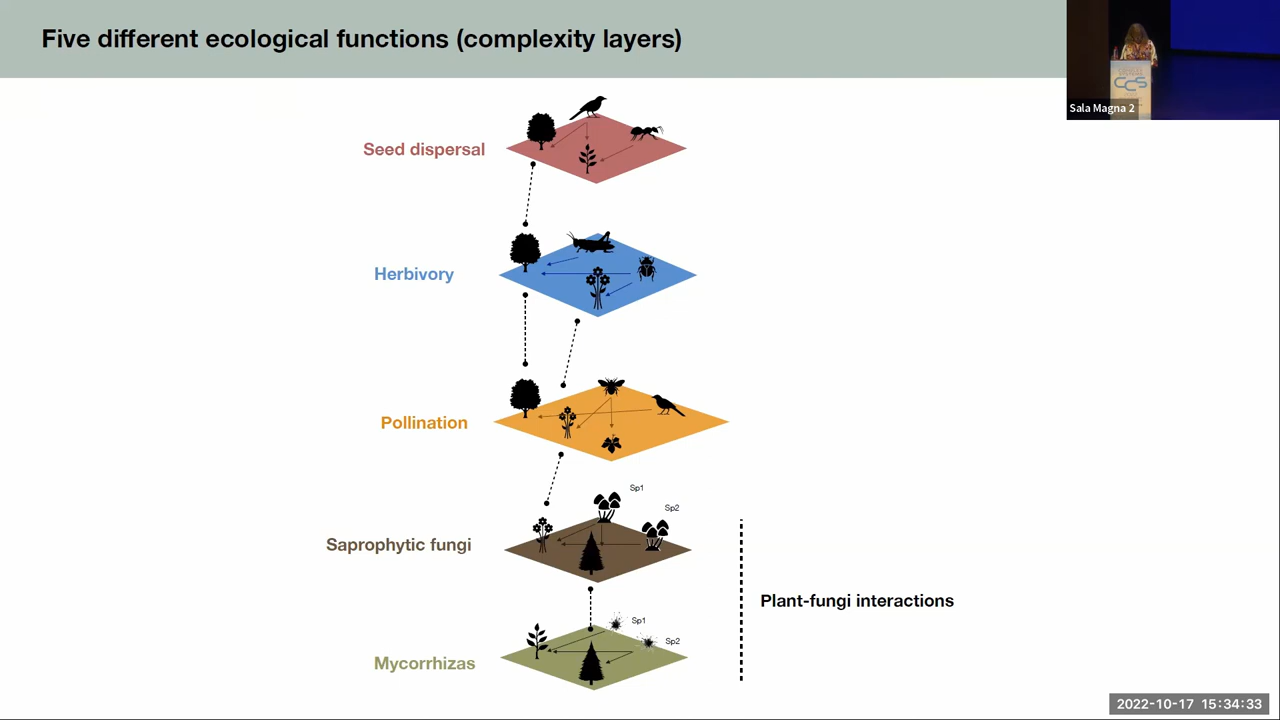 Five different ecological functions (complexity layers)
Sala Magna 2
CCS
Seed dispersal
Herbivory
Pollination
Sp1
Sp2
Saprophytic fungi
Plant-fungi interactions
Sp1
Sp2
Mycorrhizas
2022-10-17 15:34:33